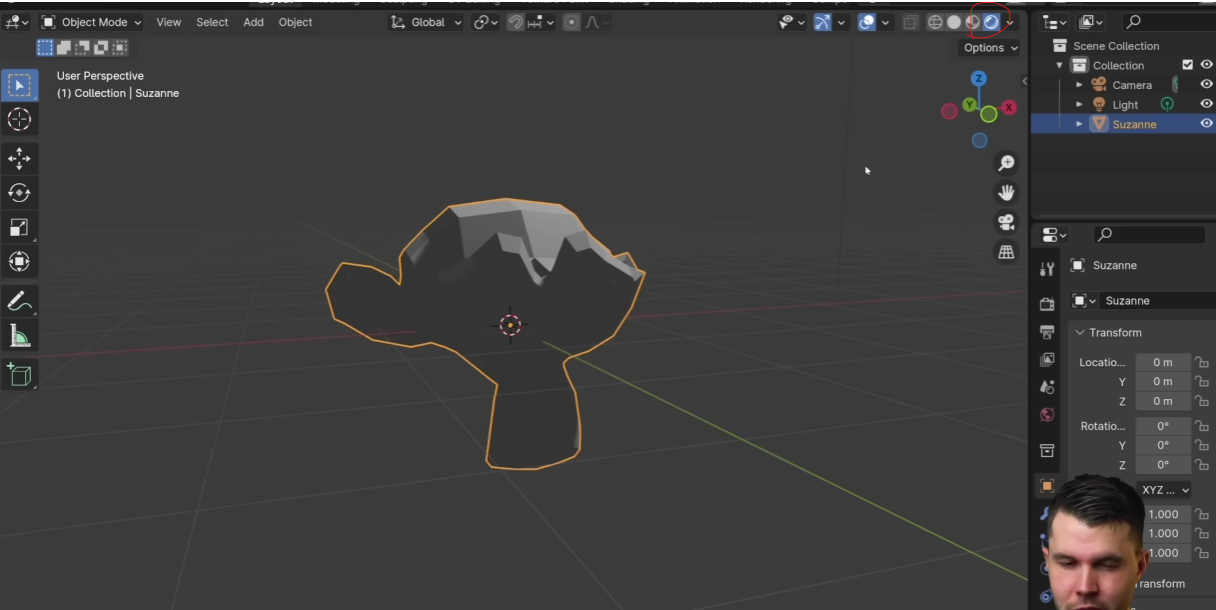 Object Mode View Select Add Object Global
Options
User Perspective
(1) Collection | Suzanne
Z
Y
X
Scene Collection
Collection
Camera
Light
Suzanne
Suzanne
Suzanne
Transform
Locatio... 0 m
Y 0 m
Z 0 m
Rotatio... 0°
Y 0°
Z 0°
XYZ ...
1.000
1.000
1.000
ransform